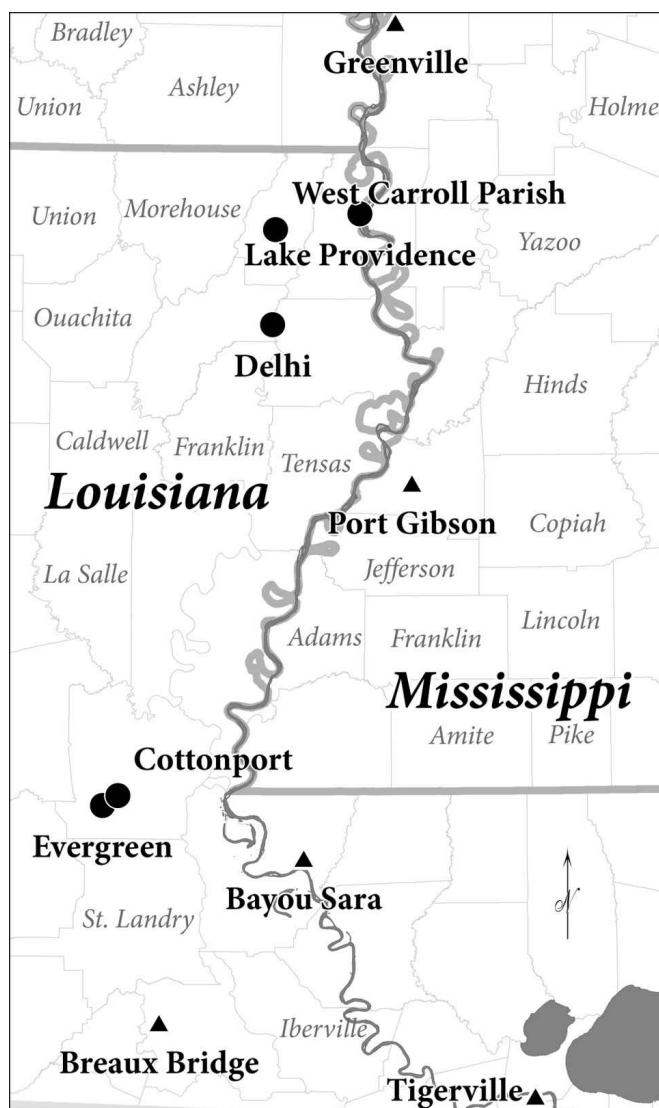 Bradley
Greenville
Ashley
Union
Holme
West Carroll Parish
Union
Morehouse
Lake Providence
Yazoo
Ouachita
Delhi
Hinds
Caldwell
Franklin
Tensas
Louisiana
Port Gibson
Copiah
Jefferson
La Salle
Lincoln
Adams
Franklin
Mississippi
Amite
Pike
Cottonport
Evergreen
Bayou Sara
N
St. Landry
Iberville
Breaux Bridge
Tigerville